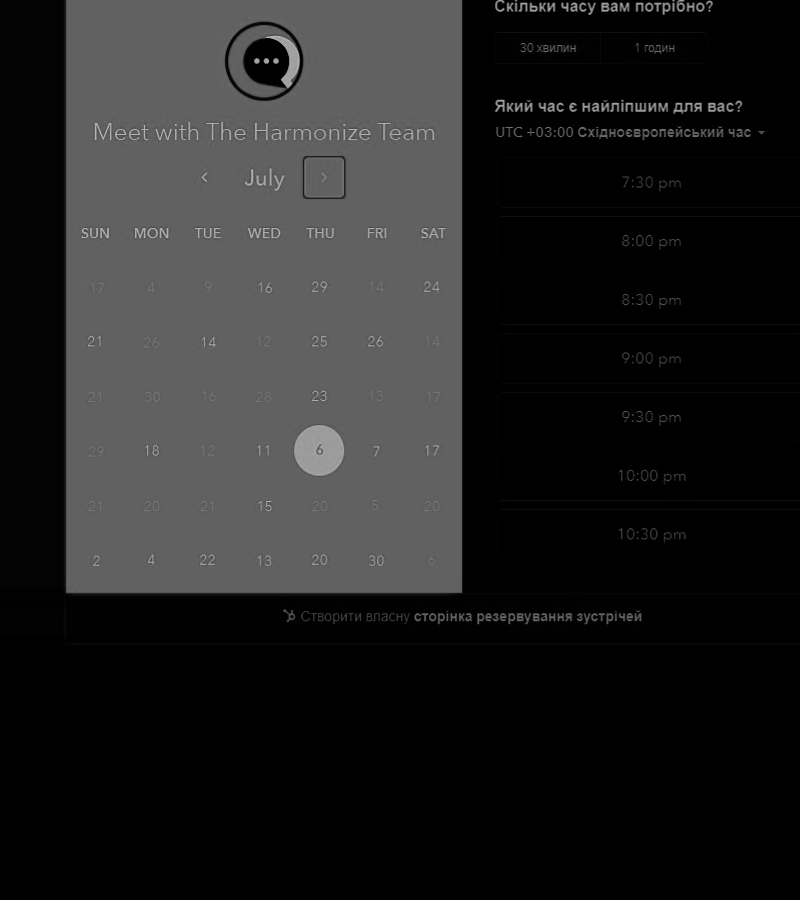 Meet with The Harmonize Team
July
SUN MON TUE WED THU FRI SAT
17 4 9 16 29 14 24
21 26 14 12 25 26 14
21 30 16 28 23 13 17
29 18 12 11 6 7 17
21 20 21 15 20 5 20
2 4 22 13 20 30 6
Скільки часу вам потрібно?
30 хвилин 1 годин
Який час є найліпшим для вас?
UTC +03:00 Східноєвропейський час
7:30 pm
8:00 pm
8:30 pm
9:00 pm
9:30 pm
10:00 pm
10:30 pm
Створити власну сторінка резервування зустрічей